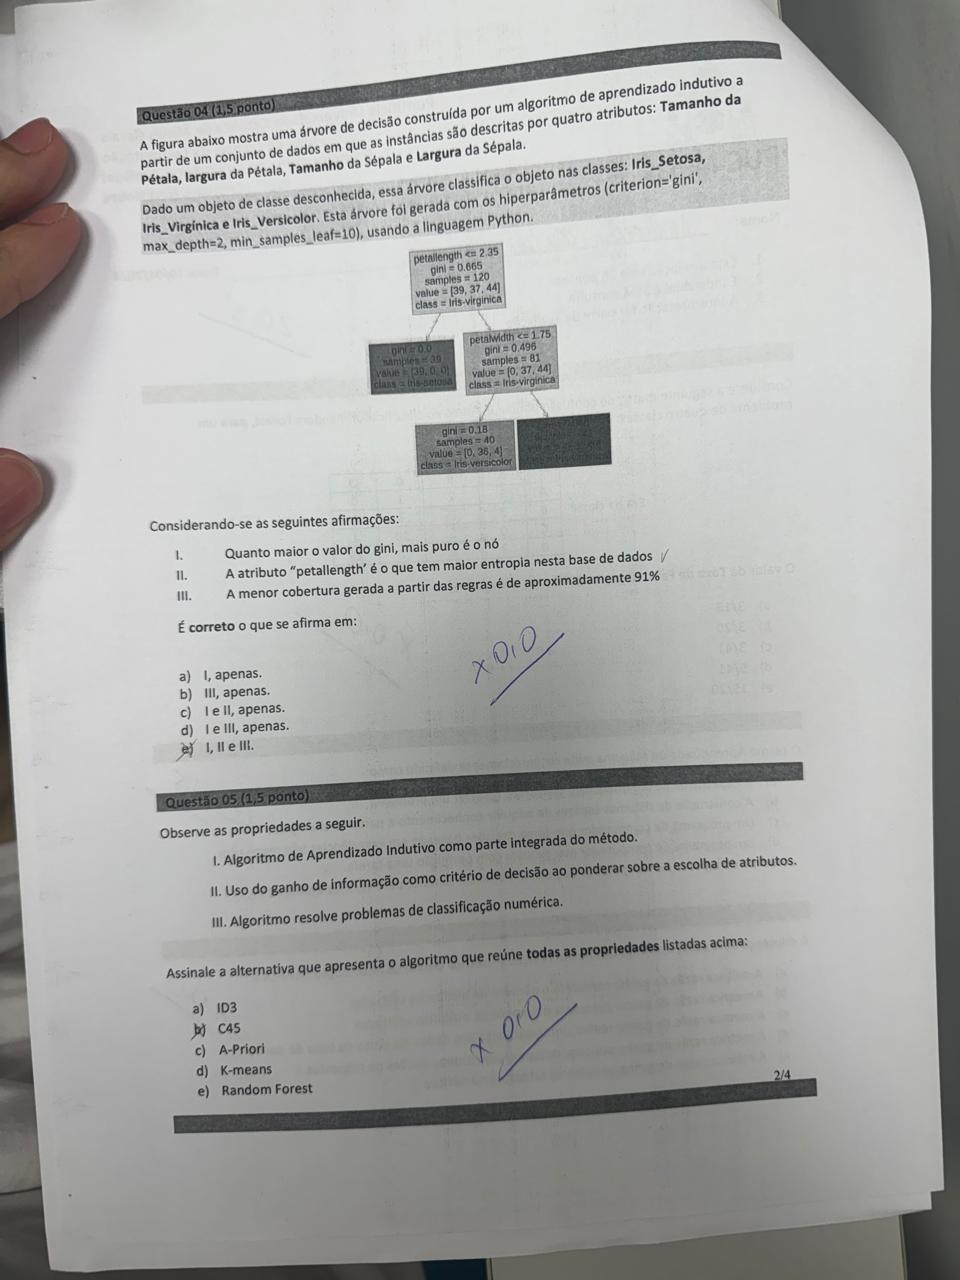 Questão 04 (1,5 ponto)
A figura abaixo mostra uma árvore de decisão construída por um algoritmo de aprendizado indutivo a
partir de um conjunto de dados em que as instâncias são descritas por quatro atributos: Tamanho da
Pétala, largura da Pétala, Tamanho da Sépala e Largura da Sépala.
Dado um objeto de classe desconhecida, essa árvore classifica o objeto nas classes: Iris_Setosa,
Iris_Virgínica e Iris_Versicolor. Esta árvore foi gerada com os hiperparâmetros (criterion='gini',
max_depth=2, min_samples_leaf=10), usando a linguagem Python.
petallength <= 2.35
gini = 0.665
samples = 120
value = [39, 37, 44]
class = Iris-virginica
gini = 0.0
samples = 39
value = [39, 0, 0]
class = Iris-setosa
petalwidth <= 1.75
gini = 0.496
samples = 81
value = [0, 37, 44]
class = Iris-virginica
gini = 0.18
samples = 40
value = [0, 36, 4]
class = Iris-versicolor
Considerando-se as seguintes afirmações:
I. Quanto maior o valor do gini, mais puro é o nó
II. A atributo “petallength’ é o que tem maior entropia nesta base de dados ✓
III. A menor cobertura gerada a partir das regras é de aproximadamente 91%
É correto o que se afirma em:
x 0,0
a) I, apenas.
b) III, apenas.
c) I e II, apenas.
d) I e III, apenas.
e) I, II e III.
Questão 05 (1,5 ponto)
Observe as propriedades a seguir.
I. Algoritmo de Aprendizado Indutivo como parte integrada do método.
II. Uso do ganho de informação como critério de decisão ao ponderar sobre a escolha de atributos.
III. Algoritmo resolve problemas de classificação numérica.
Assinale a alternativa que apresenta o algoritmo que reúne todas as propriedades listadas acima:
a) ID3
b) C45
c) A-Priori
d) K-means
e) Random Forest
x 0,0
2/4